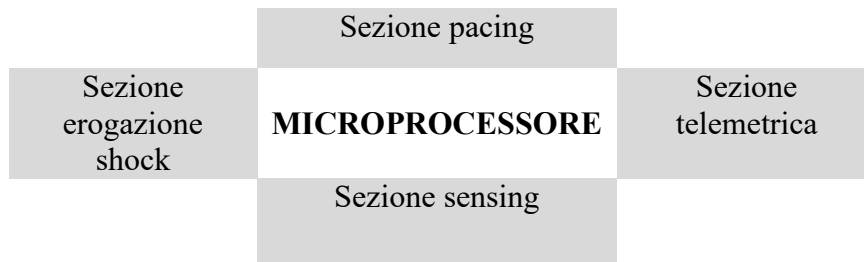 Sezione pacing
Sezione
erogazione
shock
MICROPROCESSORE
Sezione
telemetrica
Sezione sensing